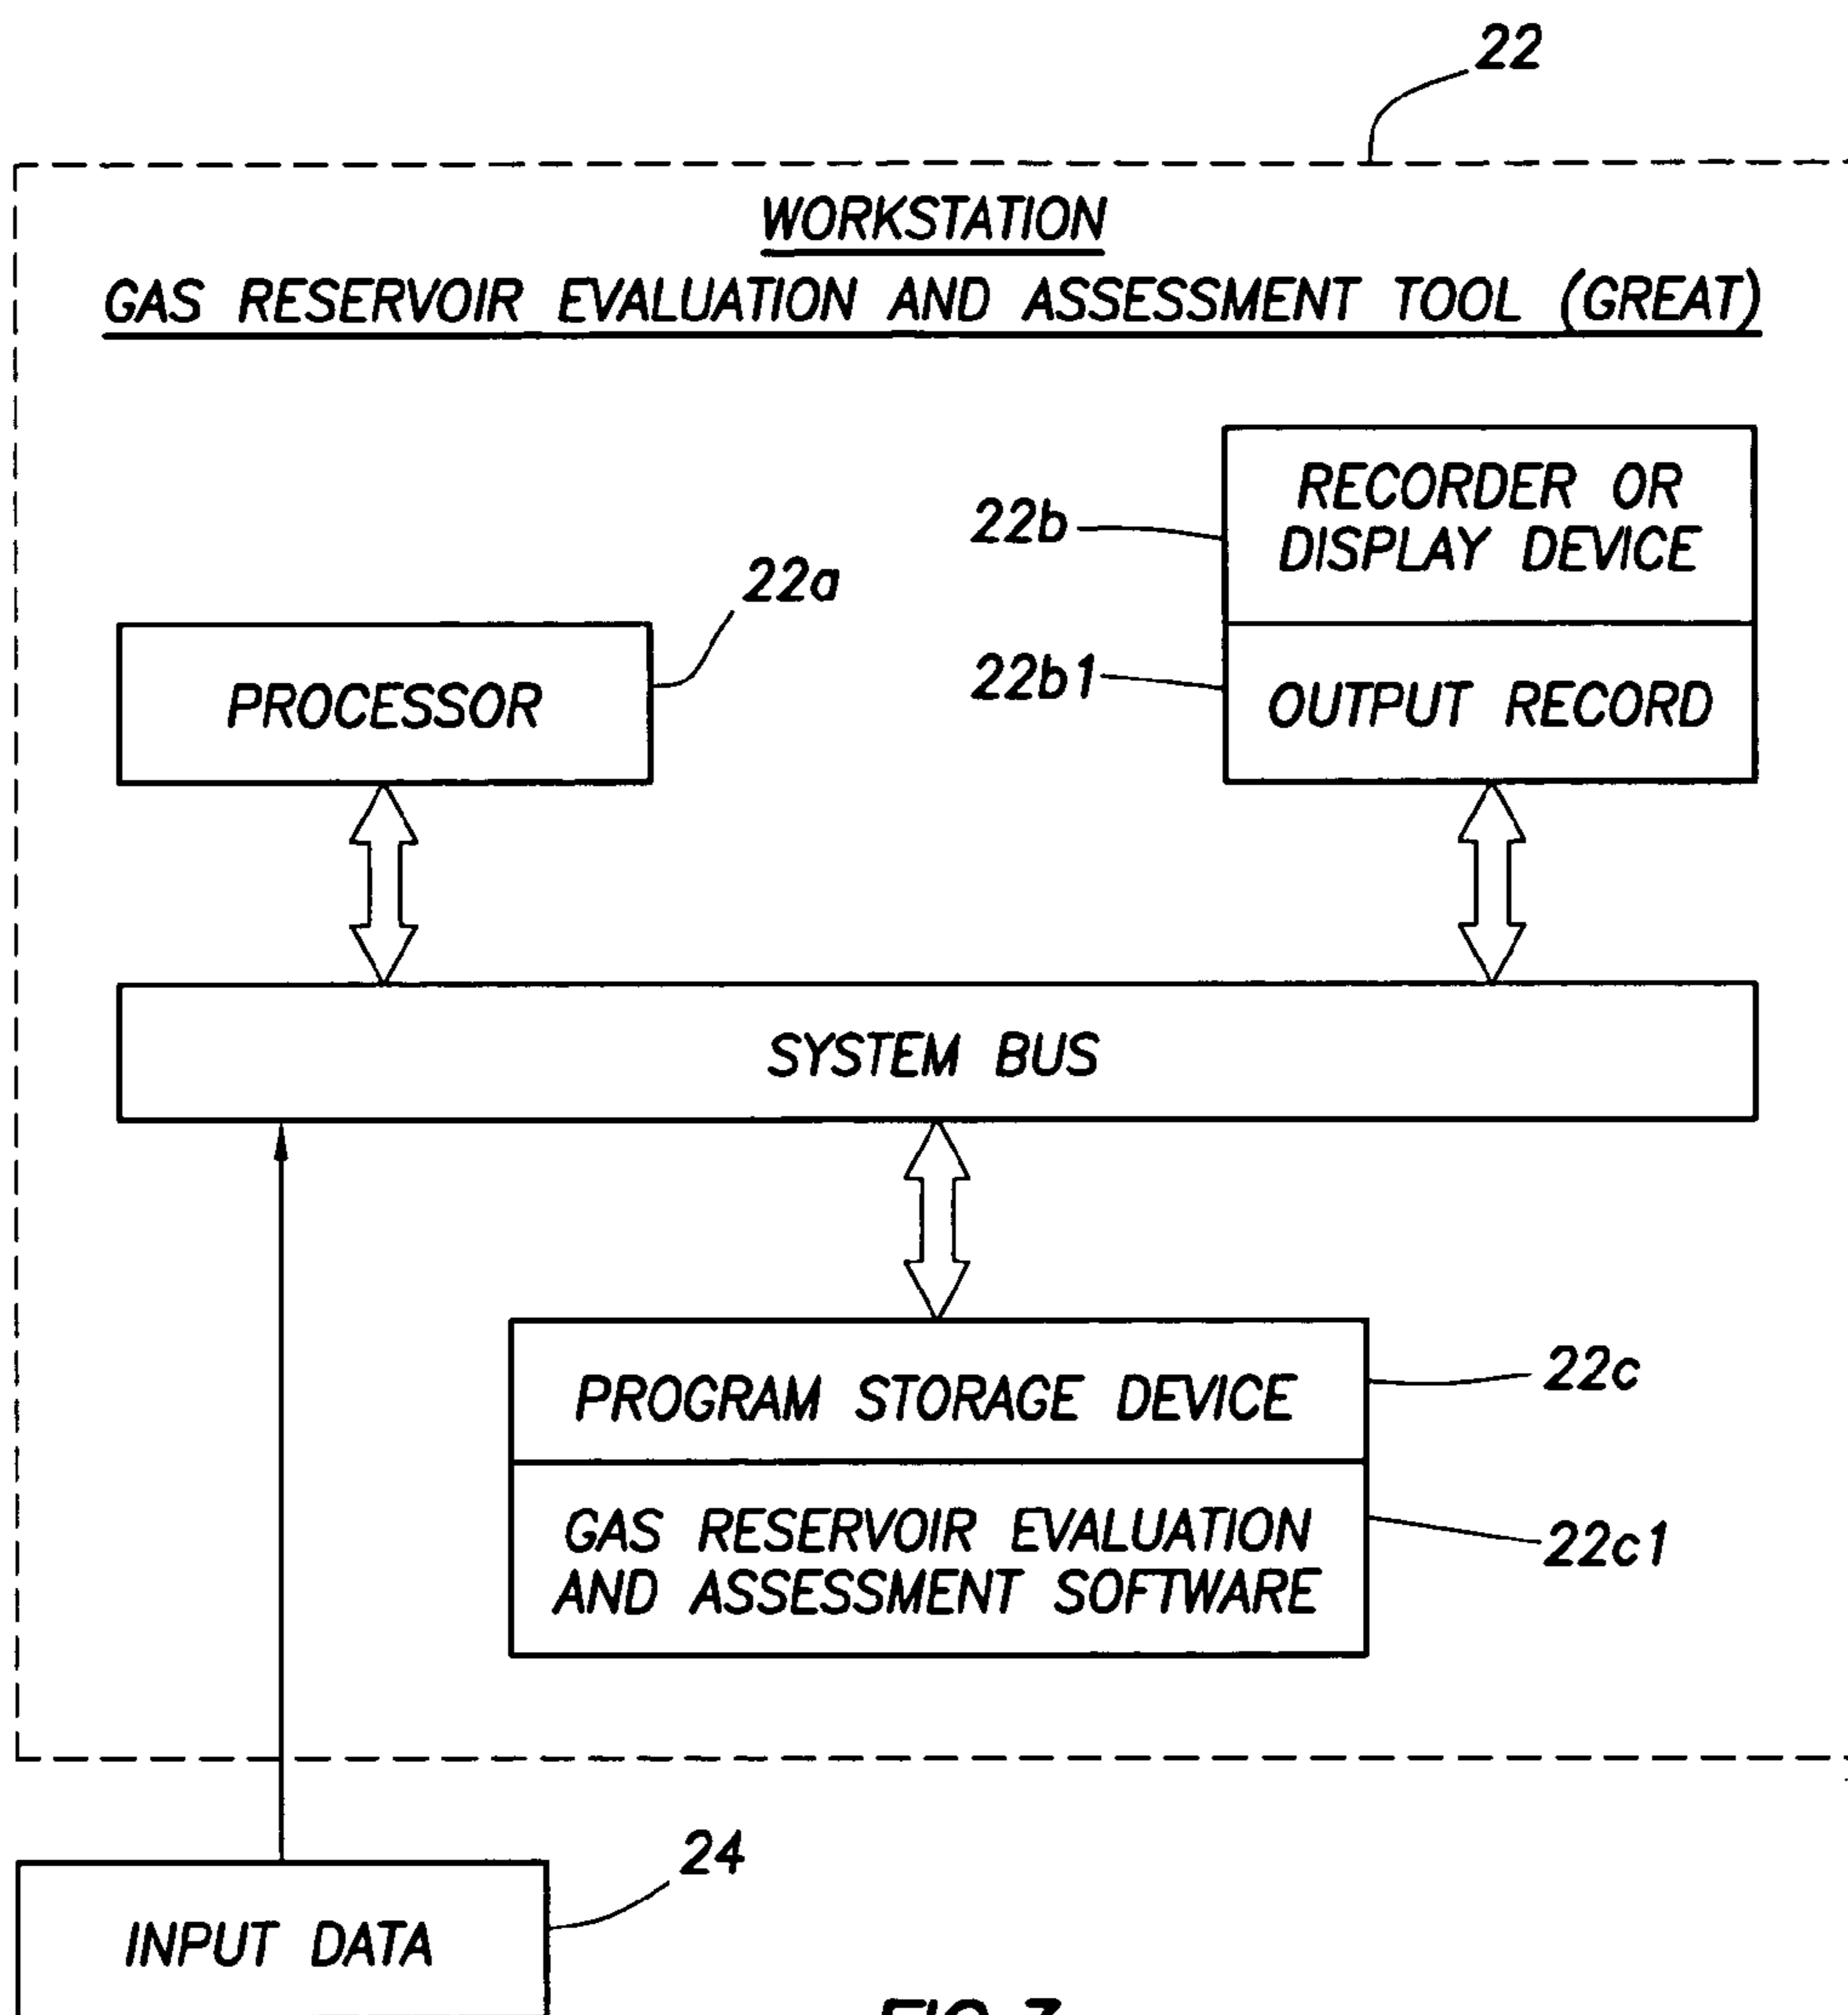 22
WORKSTATION
GAS RESERVOIR EVALUATION AND ASSESSMENT TOOL (GREAT)
RECORDER OR
DISPLAY DEVICE
22b
22a
PROCESSOR
22b1
OUTPUT RECORD
SYSTEM BUS
PROGRAM STORAGE DEVICE
22c
GAS RESERVOIR EVALUATION
AND ASSESSMENT SOFTWARE
22c1
24
INPUT DATA